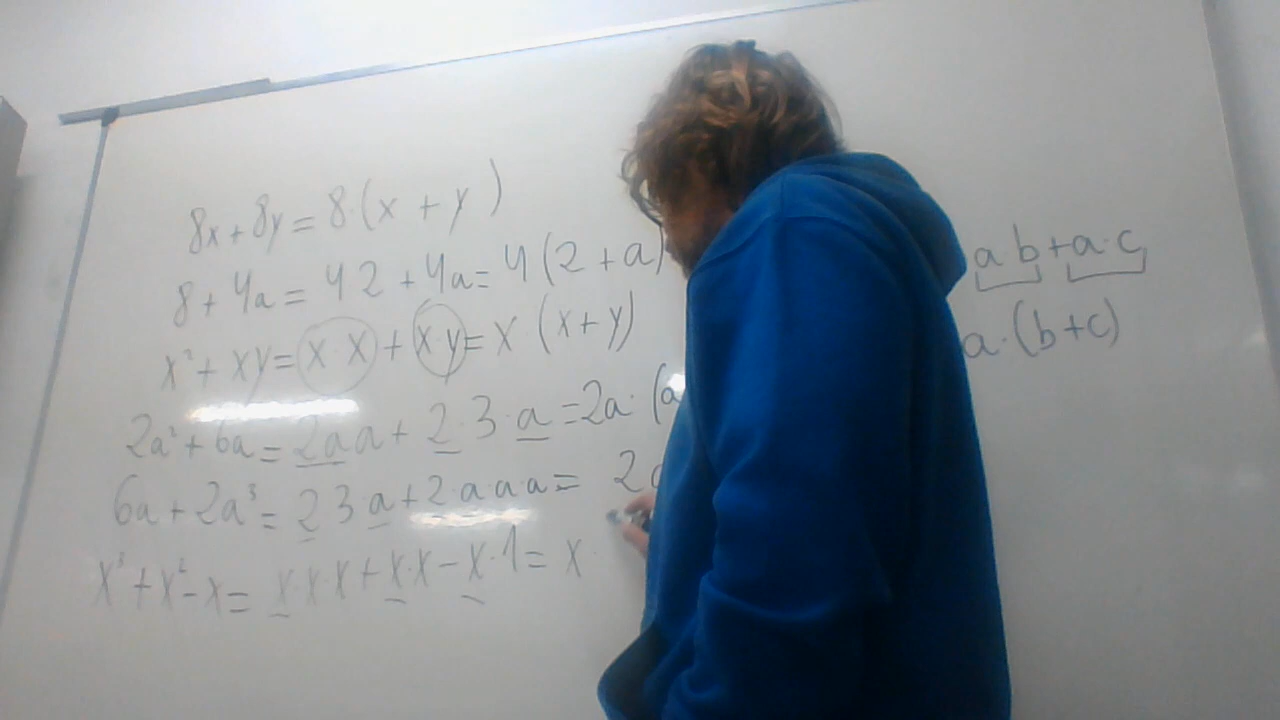 8x+8y=8·(x+y)
8+4a=4·2+4a=4(2+a)
x²+xy=x·x+x·y=x·(x+y)
2a²+6a=2aa+2·3·a=2a·(a
6a+2a³=2·3·a+2·a·a·a=2a
x³+x²-x=x·x·x+x·x-x·1=x·
a·b+a·c
a·(b+c)